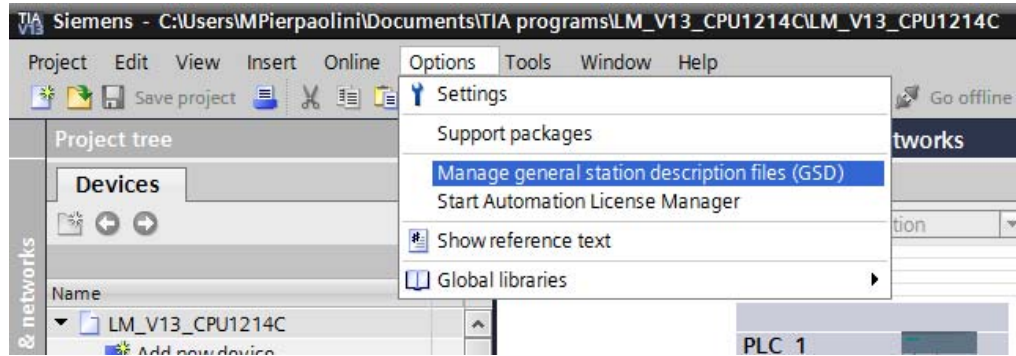 TIA V13 Siemens - C:\Users\MPierpaolini\Documents\TIA programs\LM_V13_CPU1214C\LM_V13_CPU1214C
Project Edit View Insert Online Options Tools Window Help
Save project Go offline
Settings
Support packages
Manage general station description files (GSD)
Start Automation License Manager
Show reference text
Global libraries
Project tree tworks
Devices
tion
Name
LM_V13_CPU1214C
Add new device
PLC_1
& networks